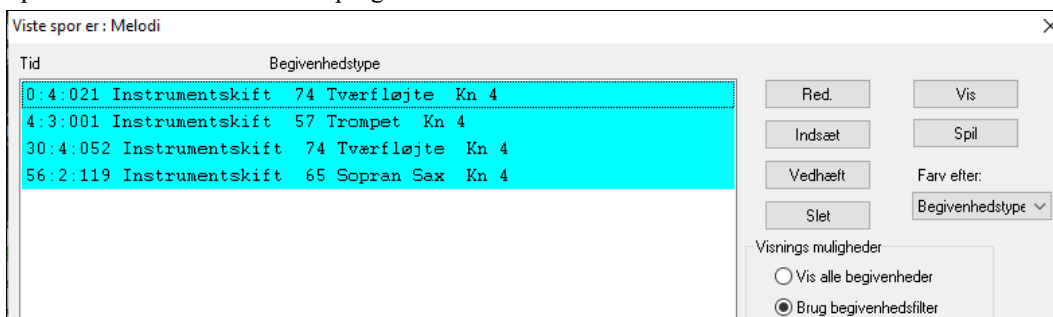 Viste spor er : Melodi
Tid Begivenhedstype
0:4:021 Instrumentskift 74 Tværfløjte Kn 4
4:3:001 Instrumentskift 57 Trompet Kn 4
30:4:052 Instrumentskift 74 Tværfløjte Kn 4
56:2:119 Instrumentskift 65 Sopran Sax Kn 4
Red. Vis
Indsæt Spil
Vedhæft Farv efter:
Slet Begivenhedstype
Visnings muligheder
Vis alle begivenheder
Brug begivenhedsfilter